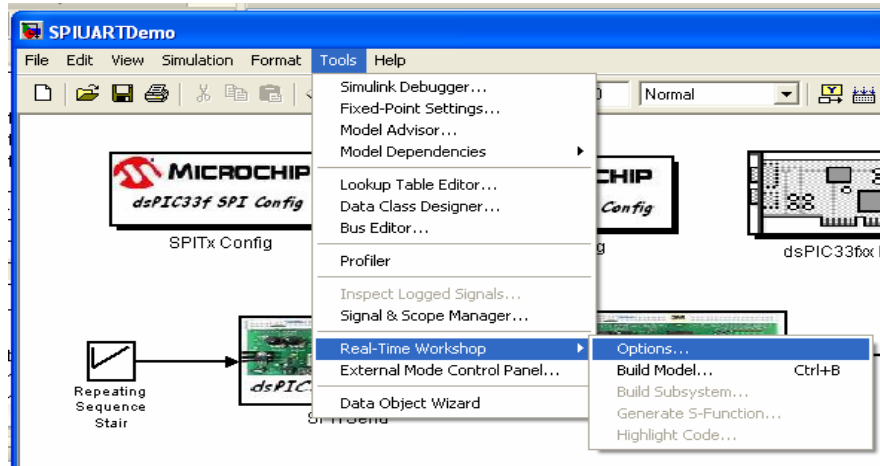 SPIUARTDemo
File Edit View Simulation Format Tools Help
Normal
Simulink Debugger...
Fixed-Point Settings...
Model Advisor...
Model Dependencies
Lookup Table Editor...
Data Class Designer...
Bus Editor...
Profiler
Inspect Logged Signals...
Signal & Scope Manager...
Real-Time Workshop
External Mode Control Panel...
Data Object Wizard
Options...
Build Model... Ctrl+B
Build Subsystem...
Generate S-Function...
Highlight Code...
MICROCHIP
dsPIC33f SPI Config
SPITx Config
CHIP
Config
g
dsPIC33fxx
Repeating
Sequence
Stair
dsPIC